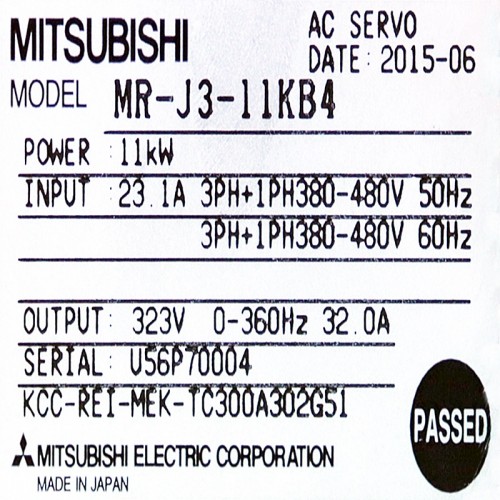 MITSUBISHI AC SERVO
DATE: 2015-06
MODEL MR-J3-11KB4
POWER : 11kW
INPUT : 23.1A 3PH+1PH380-480V 50Hz
3PH+1PH380-480V 60Hz
OUTPUT: 323V 0-360Hz 32.0A
SERIAL: U56P70004
KCC-REI-MEK-TC300A302G51
PASSED
MITSUBISHI ELECTRIC CORPORATION
MADE IN JAPAN